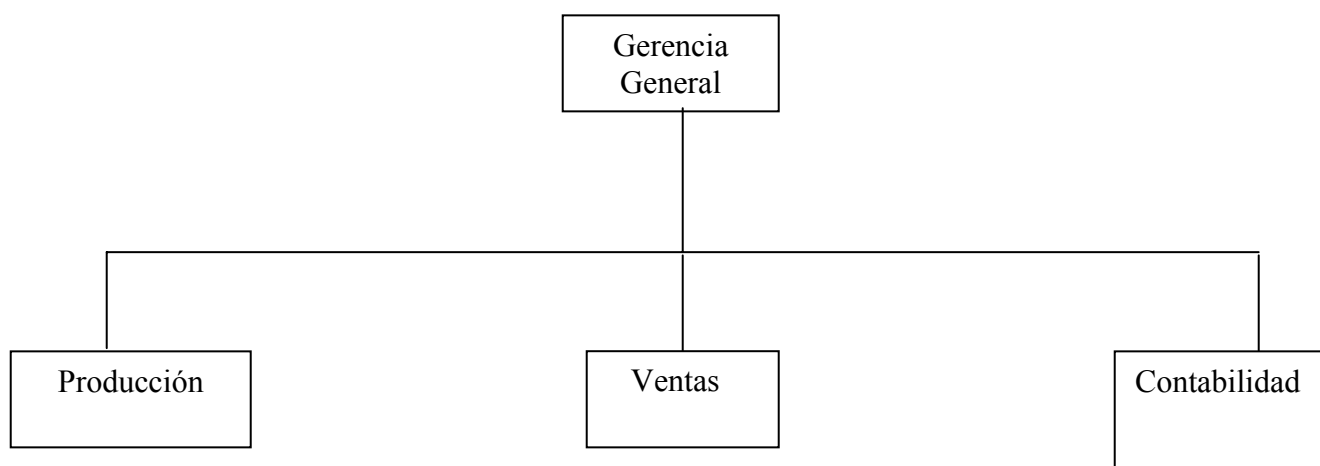 Gerencia
General
Producción
Ventas
Contabilidad